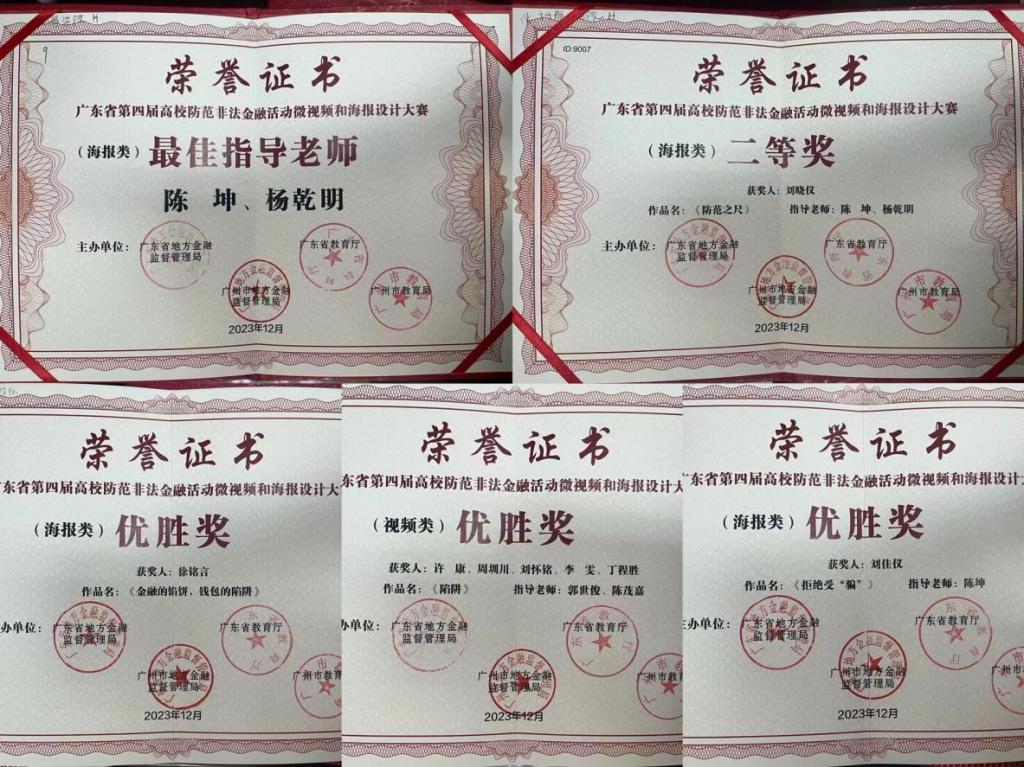 9
荣誉证书
广东省第四届高校防范非法金融活动微视频和海报设计大赛
（海报类）最佳指导老师
陈 坤、杨乾明
主办单位：
广东省地方金融
监督管理局
广东省教育厅
广州市地方金融
监督管理局
广州市教育局
2023年12月
ID:9007
荣誉证书
广东省第四届高校防范非法金融活动微视频和海报设计大赛
（海报类）二等奖
获奖人：刘晓仪
作品名：《防范之尺》 指导老师：陈 坤、杨乾明
主办单位：
广东省地方金融
监督管理局
广东省教育厅
广州市地方金融
监督管理局
广州市教育局
2023年12月
荣誉证书
东省第四届高校防范非法金融活动微视频和海报设计大
（海报类）优胜奖
获奖人：徐铭言
作品名：《金融的馅饼，钱包的陷阱》
办单位：
广东省地方金融
监督管理局
广东省教育厅
广州市地方金融
监督管理局
广州市教育
2023年12月
荣誉证书
东省第四届高校防范非法金融活动微视频和海报设计大
（视频类）优胜奖
获奖人：许 康、周圳川、刘怀铭、李 雯、丁程胜
作品名：《陷阱》 指导老师：郭世俊、陈茂嘉
办单位：
广东省地方金融
监督管理局
广东省教育厅
广州市地方金融
监督管理局
广州市教
2023年12月
荣誉证书
东省第四届高校防范非法金融活动微视频和海报设计大
（海报类）优胜奖
获奖人：刘佳仪
作品名：《拒绝受“骗”》 指导老师：陈坤
主办单位：
广东省地方金融
监督管理局
广东省教育厅
广州市地方金融
监督管理局
广州市教
2023年12月